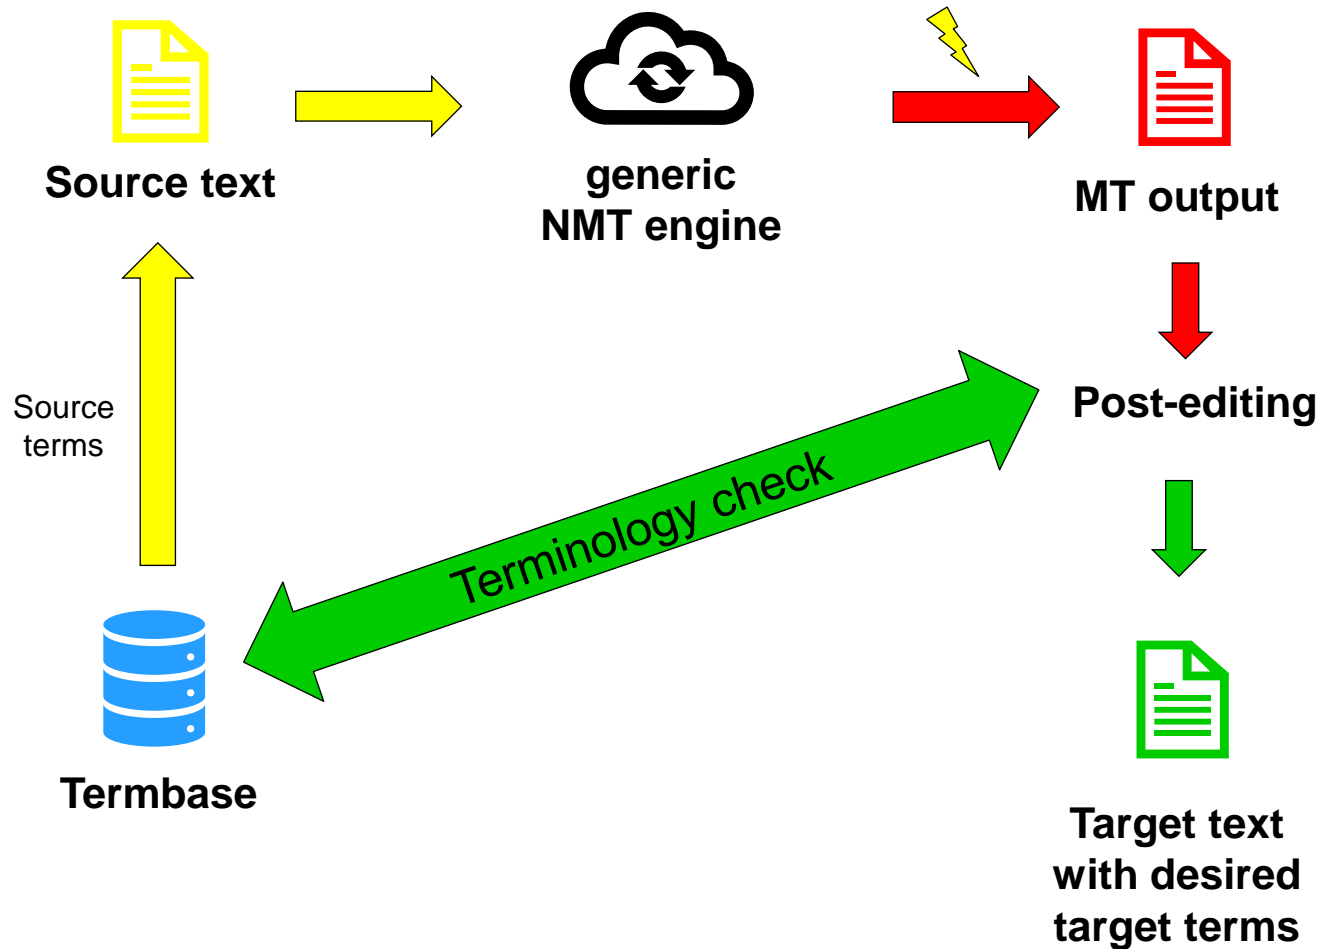 Source text
generic
NMT engine
MT output
Source
terms
Post-editing
Terminology check
Termbase
Target text
with desired
target terms